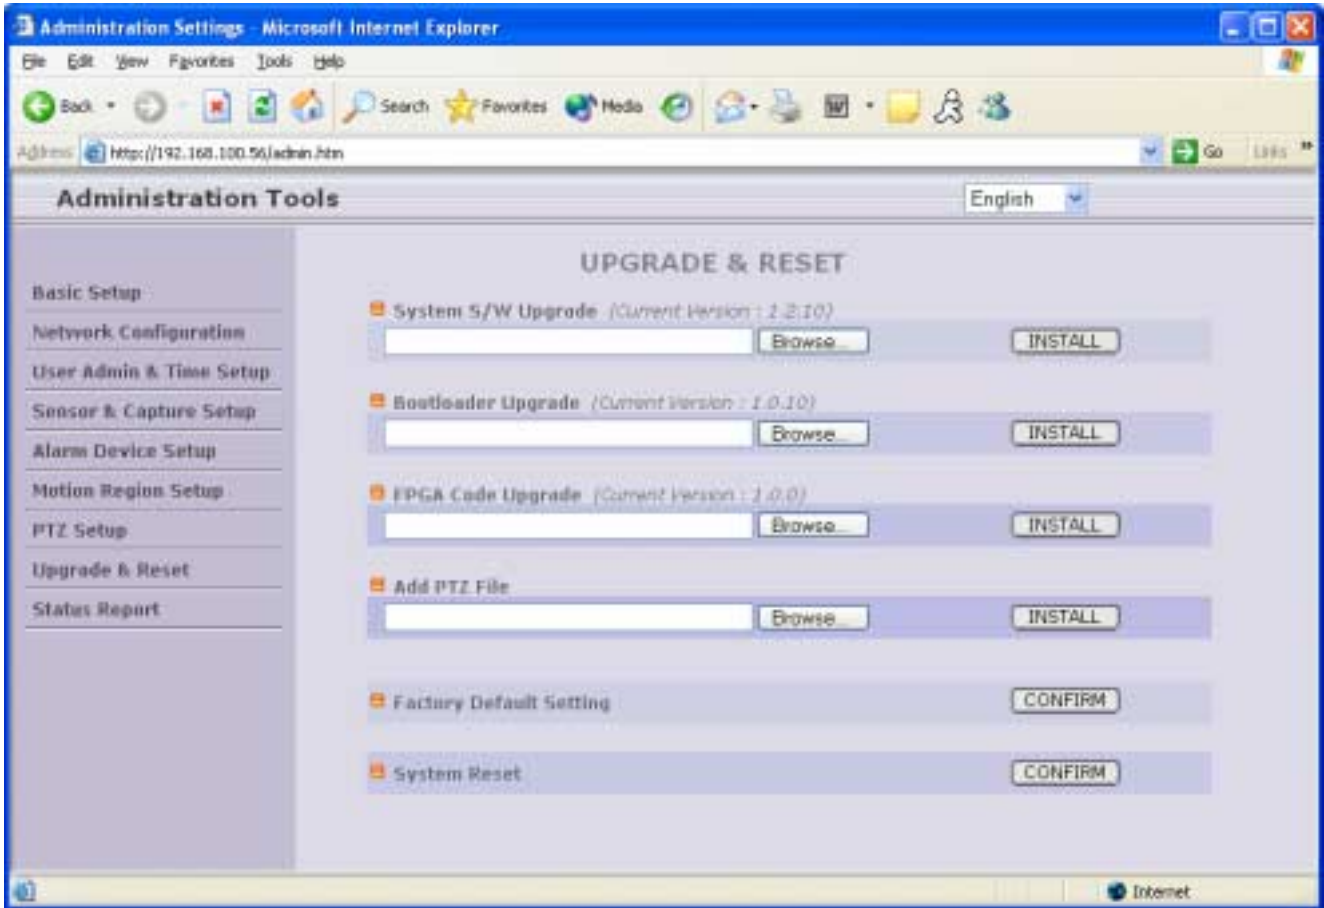 Administration Settings - Microsoft Internet Explorer
File Edit View Favorites Tools Help
Back Search Favorites Media
Address http://192.168.100.56/admin.htm Go Links »
Administration Tools English
UPGRADE & RESET
Basic Setup
Network Configuration
User Admin & Time Setup
Sensor & Capture Setup
Alarm Device Setup
Motion Region Setup
PTZ Setup
Upgrade & Reset
Status Report
System S/W Upgrade (Current Version : 1.2.10)
Browse... INSTALL
Bootloader Upgrade (Current Version : 1.0.10)
Browse... INSTALL
FPGA Code Upgrade (Current Version : 1.0.0)
Browse... INSTALL
Add PTZ File
Browse... INSTALL
Factory Default Setting CONFIRM
System Reset CONFIRM
Internet